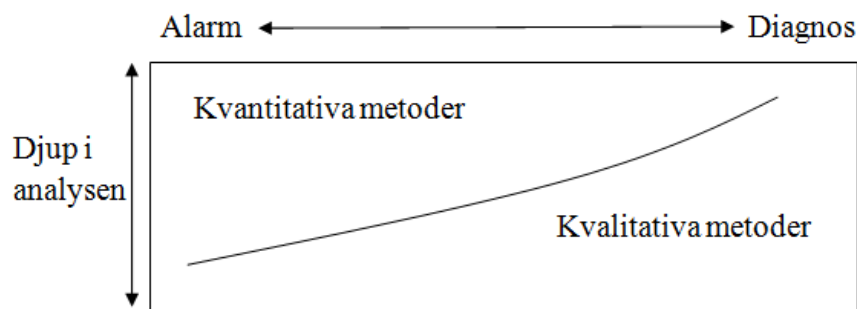 Alarm
Diagnos
Kvantitativa metoder
Djup i
analysen
Kvalitativa metoder